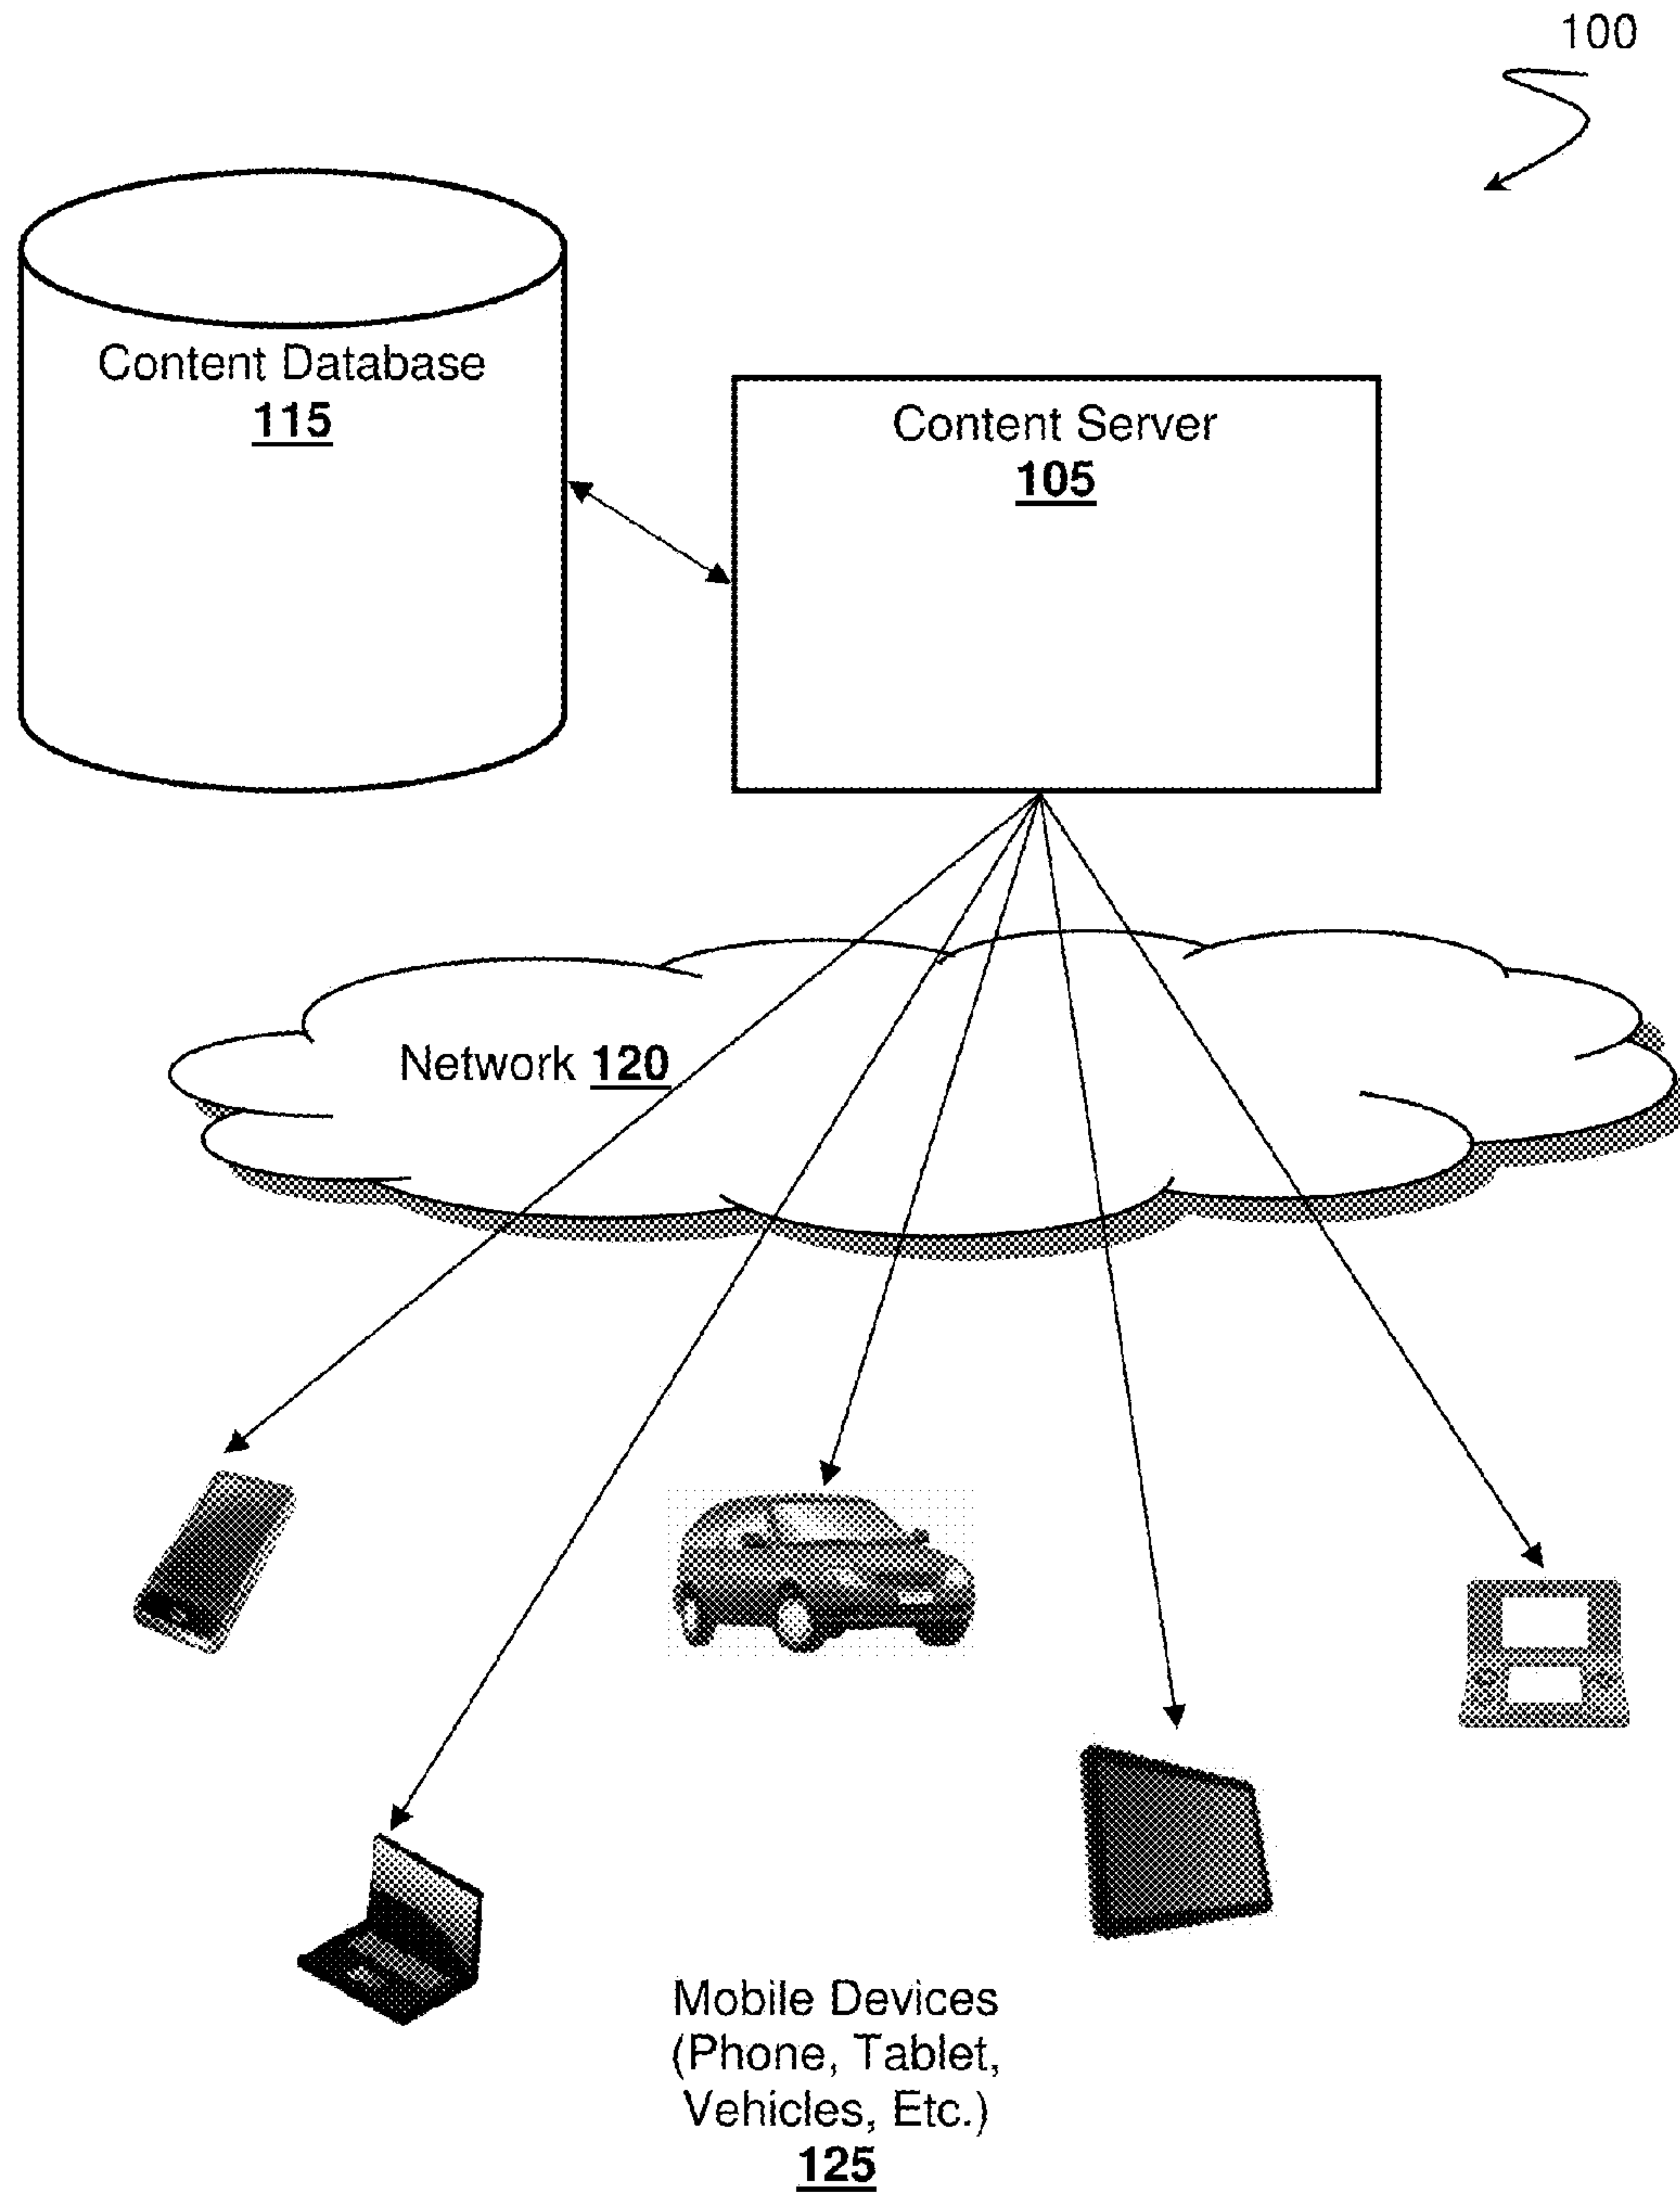 100
Content Database
115
Content Server
105
Network 120
Mobile Devices
(Phone, Tablet,
Vehicles, Etc.)
125